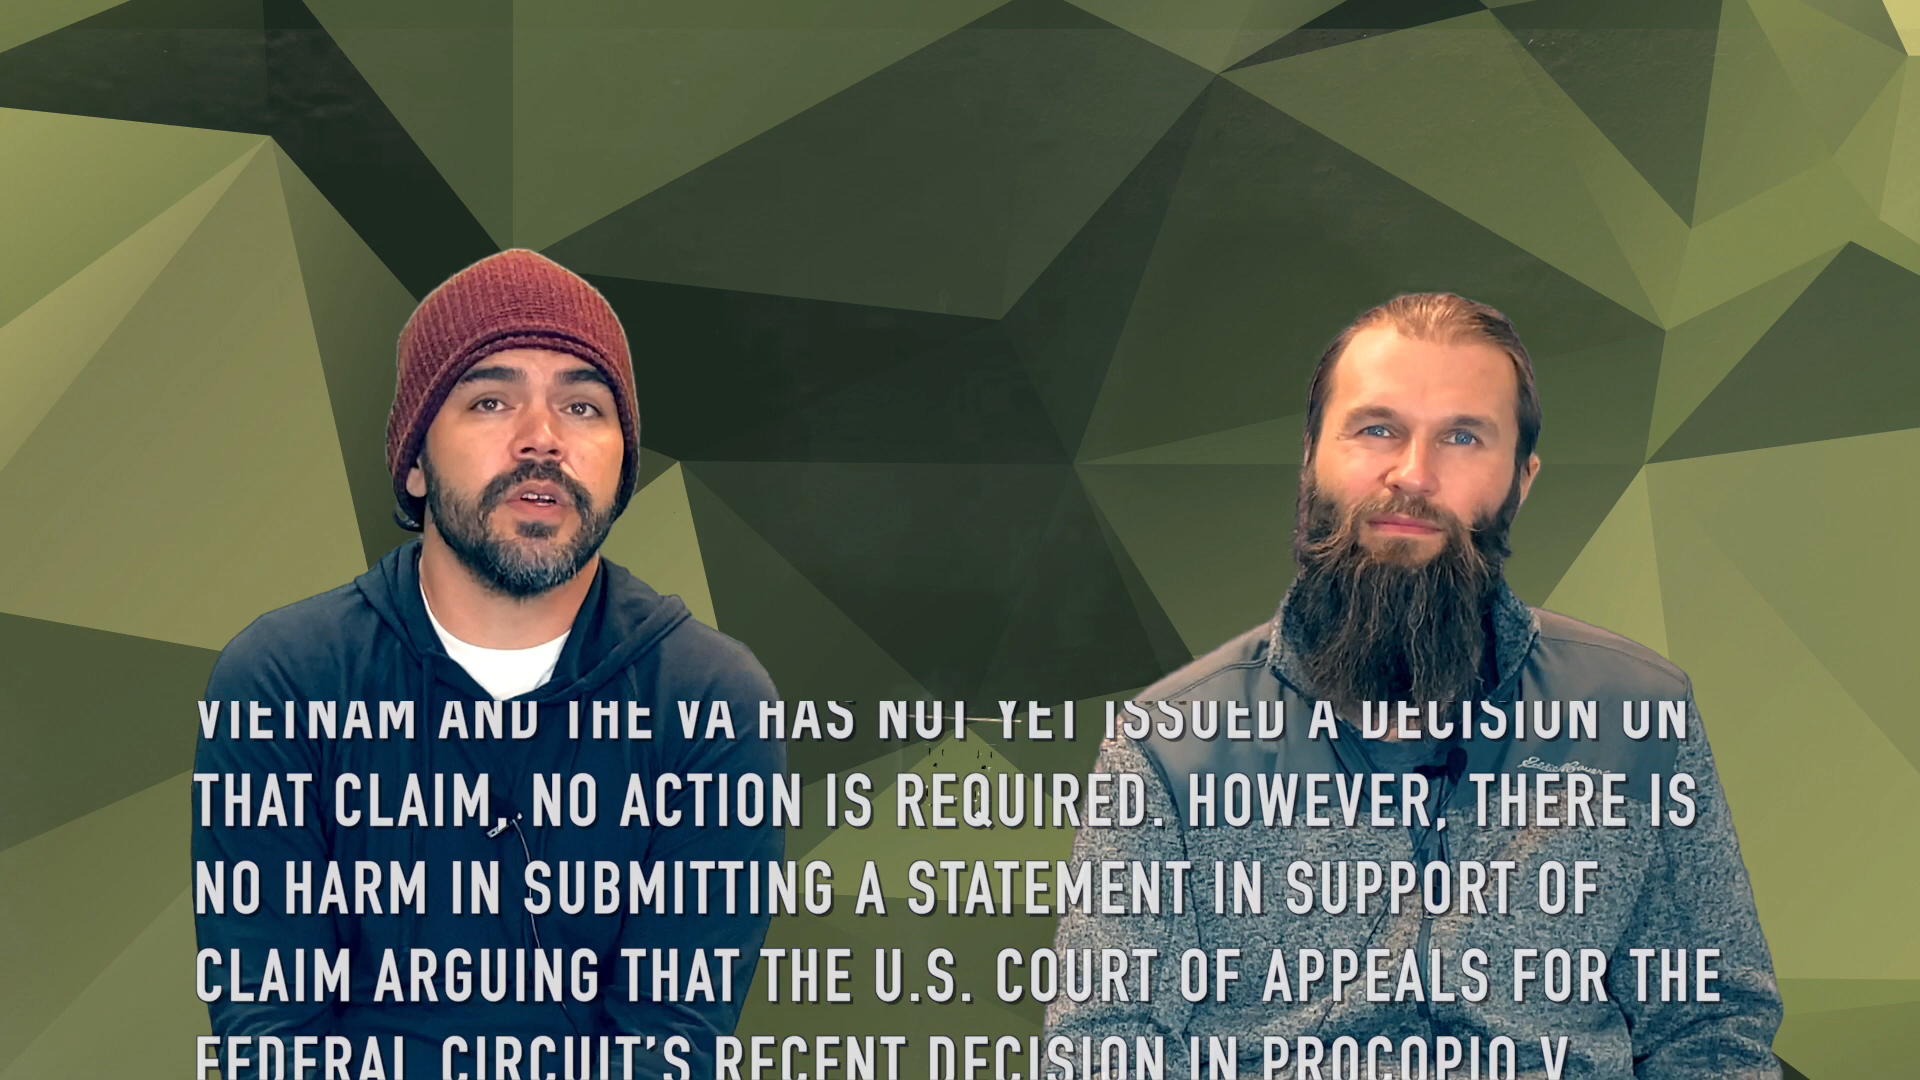 VIETNAM AND THE VA HAS NOT YET ISSUED A DECISION ON
THAT CLAIM, NO ACTION IS REQUIRED. HOWEVER, THERE IS
NO HARM IN SUBMITTING A STATEMENT IN SUPPORT OF
CLAIM ARGUING THAT THE U.S. COURT OF APPEALS FOR THE
FEDERAL CIRCUIT'S RECENT DECISION IN PROCOPIO V
Eddie Bauer